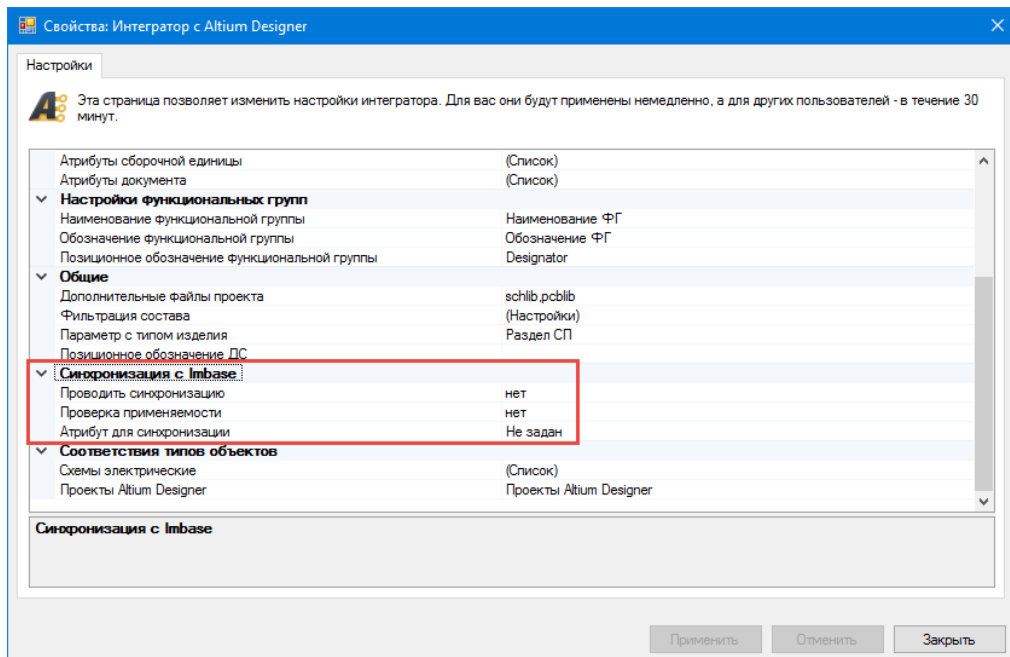 Свойства: Интегратор с Altium Designer
Настройки
Эта страница позволяет изменить настройки интегратора. Для вас они будут применены немедленно, а для других пользователей - в течение 30
минут.
Атрибуты сборочной единицы (Список)
Атрибуты документа (Список)
Настройки функциональных групп
Наименование функциональной группы Наименование ФГ
Обозначение функциональной группы Обозначение ФГ
Позиционное обозначение функциональной группы Designator
Общие
Дополнительные файлы проекта schlib,pcblib
Фильтрация состава (Настройки)
Параметр с типом изделия Раздел СП
Позиционное обозначение ДС
Синхронизация с Imbase
Проводить синхронизацию нет
Проверка применяемости нет
Атрибут для синхронизации Не задан
Соответствия типов объектов
Схемы электрические (Список)
Проекты Altium Designer Проекты Altium Designer
Синхронизация с Imbase
Применить Отменить Закрыть